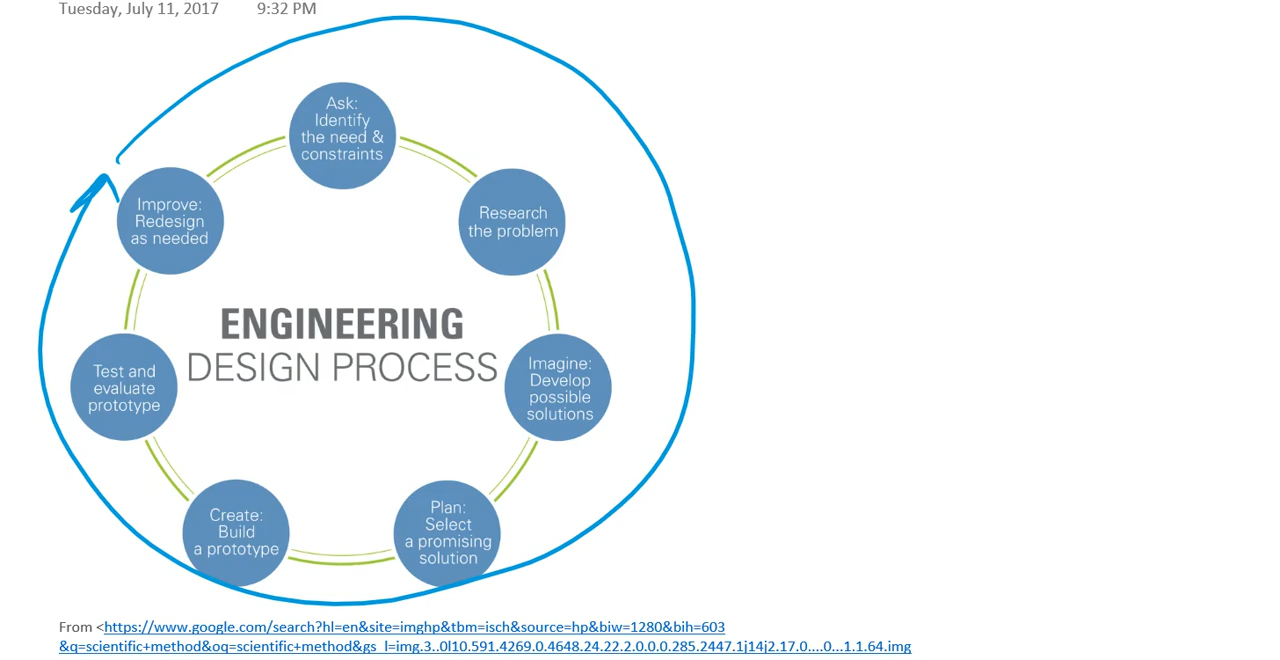 Tuesday, July 11, 2017 9:32 PM
Ask:
Identify
the need &
constraints
Research
the problem
Imagine:
Develop
possible
solutions
Plan:
Select
a promising
solution
Create:
Build
a prototype
Test and
evaluate
prototype
Improve:
Redesign
as needed
ENGINEERING
DESIGN PROCESS
From <https://www.google.com/search?hl=en&site=imghp&tbm=isch&source=hp&biw=1280&bih=603
&q=scientific+method&oq=scientific+method&gs_l=img.3..0l10.591.4269.0.4648.24.22.2.0.0.0.285.2447.1j14j2.17.0....0...1.1.64.img